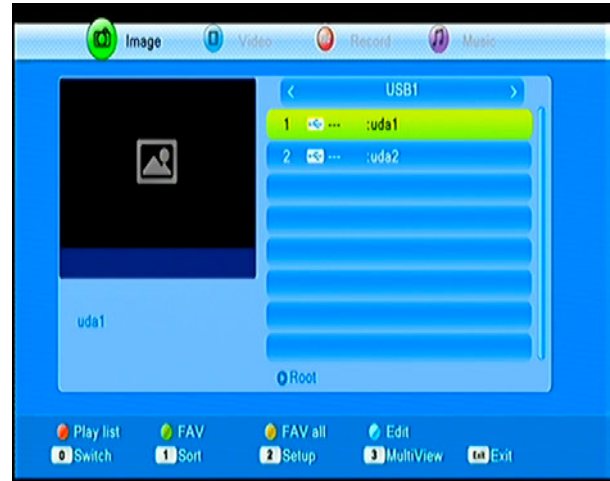 Image Video Record Music
USB1
1 --- :uda1
2 --- :uda2
uda1
Root
Play list FAV FAV all Edit
0 Switch 1 Sort 2 Setup 3 MultiView Exit Exit